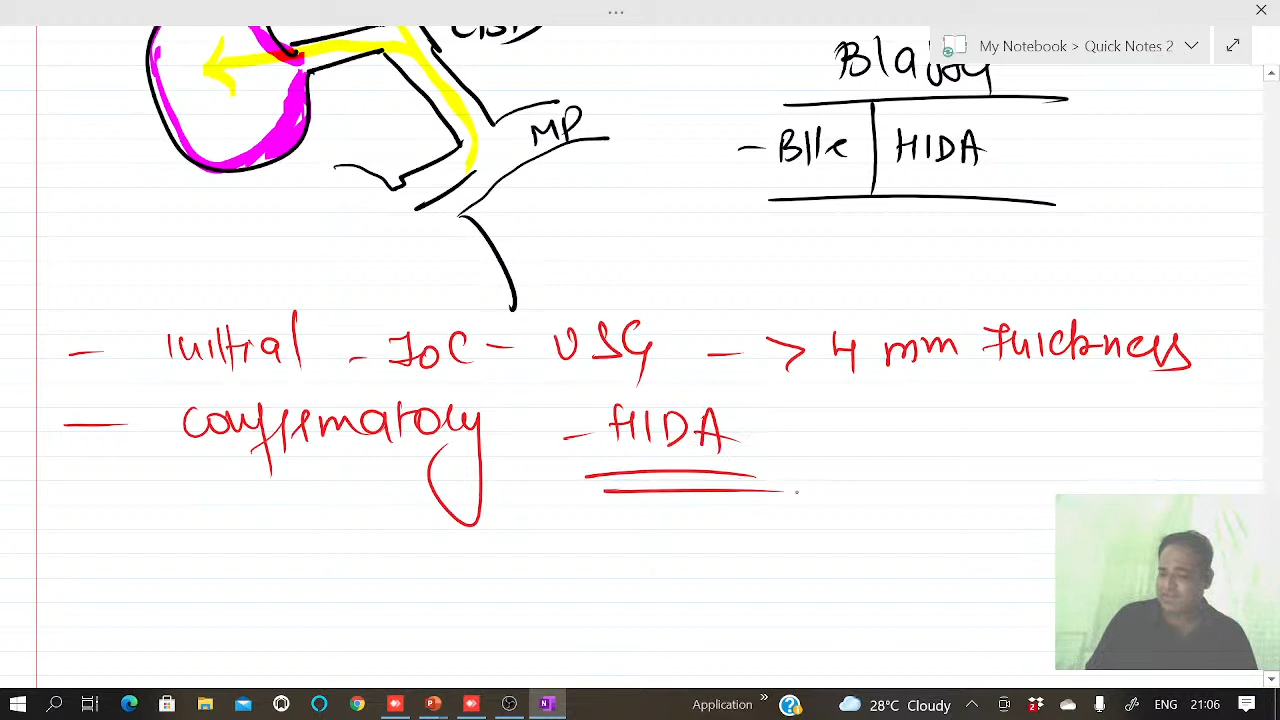 My Notebook > Quick Notes 2
MP
- Bile | HIDA
- initial - IOC - USG - > 4 mm Thickness
- confirmatory - HIDA
Application
28°C Cloudy
ENG
21:06